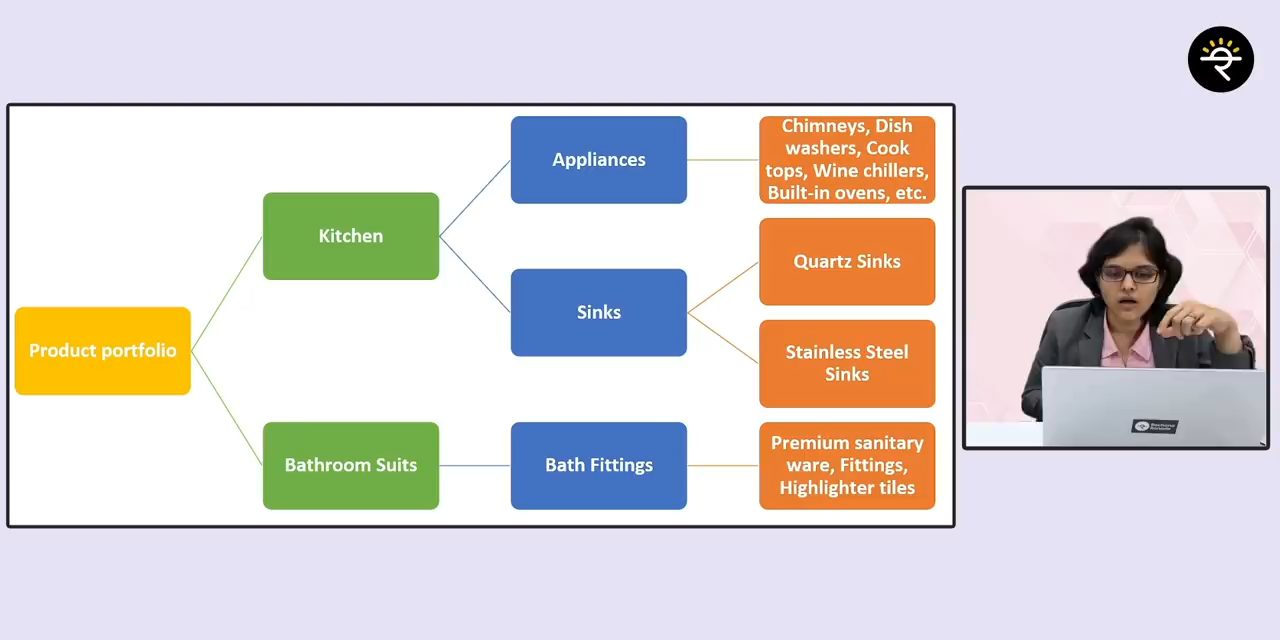 Product portfolio
Kitchen
Bathroom Suits
Appliances
Sinks
Bath Fittings
Chimneys, Dish
washers, Cook
tops, Wine chillers,
Built-in ovens, etc.
Quartz Sinks
Stainless Steel
Sinks
Premium sanitary
ware, Fittings,
Highlighter tiles